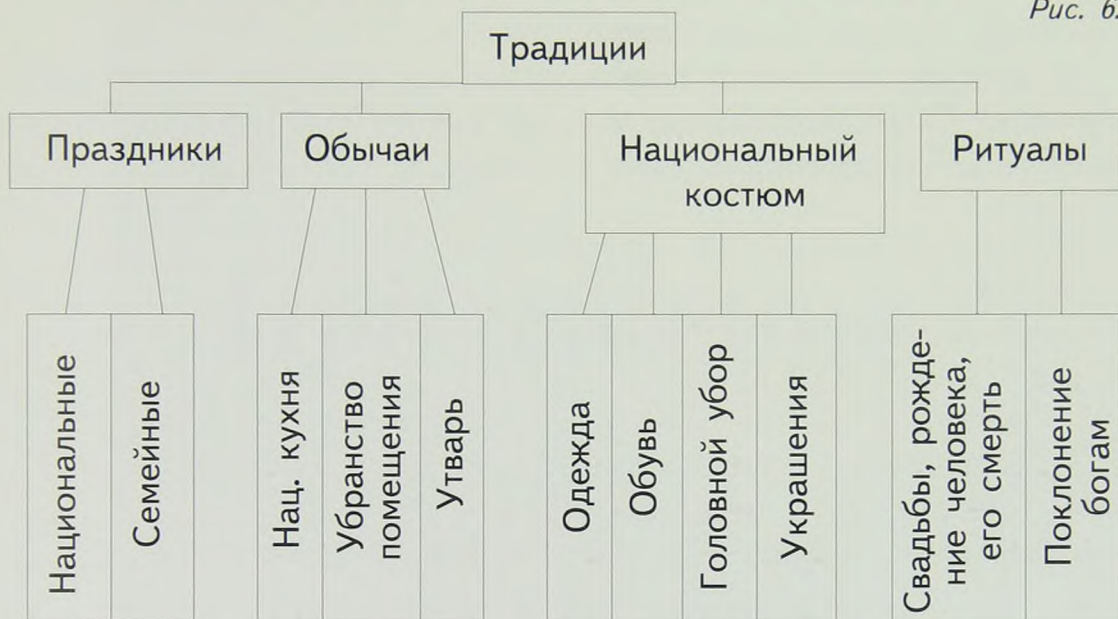 Рис. 6.
Традиции
Праздники
Обычаи
Национальный
костюм
Ритуалы
Национальные
Семейные
Нац. кухня
Убранство
помещения
Утварь
Одежда
Обувь
Головной убор
Украшения
Свадьбы, рожде-
ние человека,
его смерть
Поклонение
богам